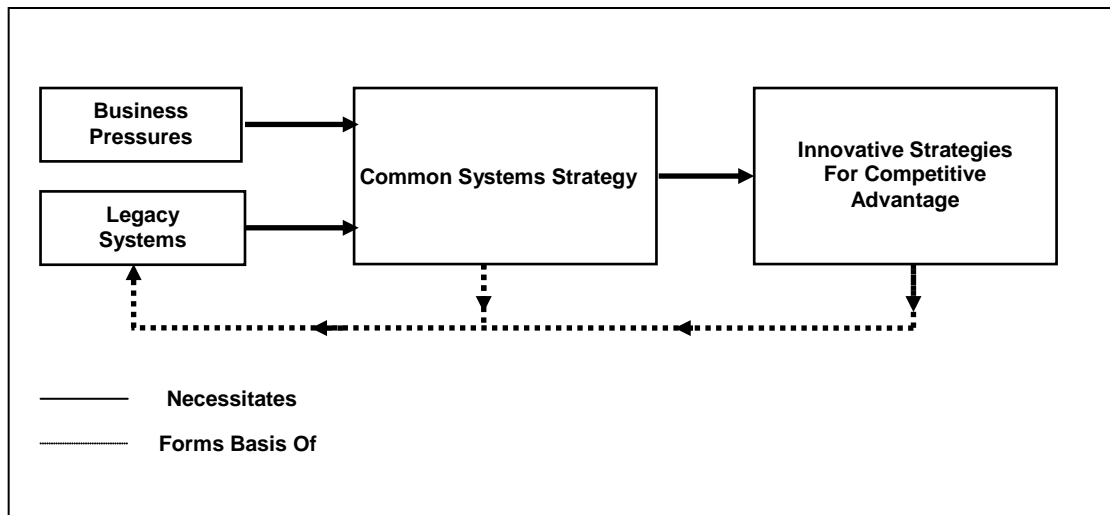 Business
Pressures
Legacy
Systems
Common Systems Strategy
Innovative Strategies
For Competitive
Advantage
Necessitates
Forms Basis Of